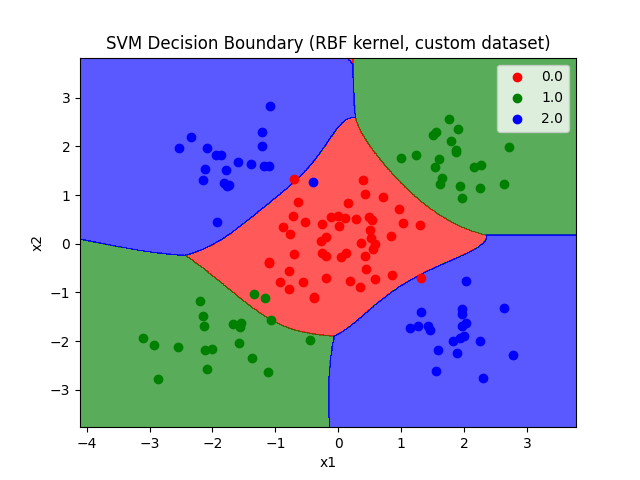 SVM Decision Boundary (RBF kernel, custom dataset)
0.0
1.0
2.0
3
2
1
0
−1
−2
−3
x2
−4 −3 −2 −1 0 1 2 3
x1